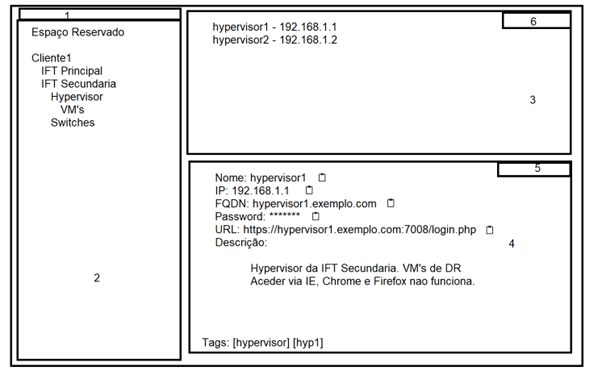 1
Espaço Reservado
Cliente1
IFT Principal
IFT Secundaria
Hypervisor
VM's
Switches
2
6
hypervisor1 - 192.168.1.1
hypervisor2 - 192.168.1.2
3
5
Nome: hypervisor1
IP: 192.168.1.1
FQDN: hypervisor1.exemplo.com
Password: *******
URL: https://hypervisor1.exemplo.com:7008/login.php
Descrição:
4
Hypervisor da IFT Secundaria. VM's de DR
Aceder via IE, Chrome e Firefox nao funciona.
Tags: [hypervisor] [hyp1]